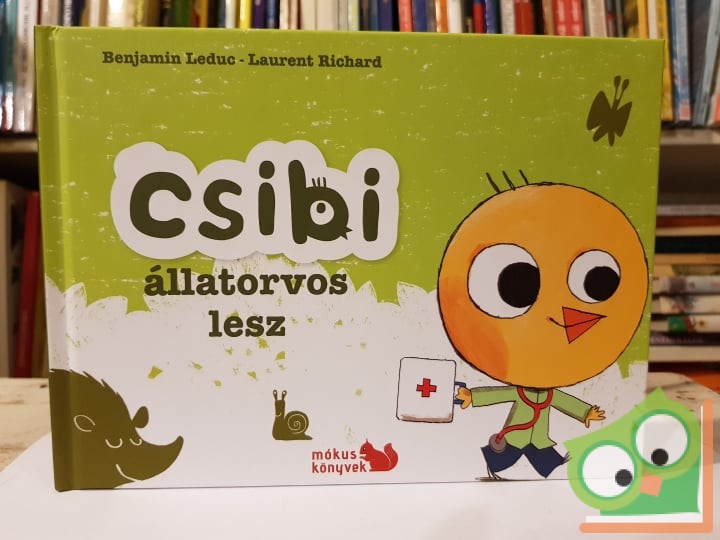 Benjamin Leduc - Laurent Richard
csibi
állatorvos
lesz
mókus
könyvek